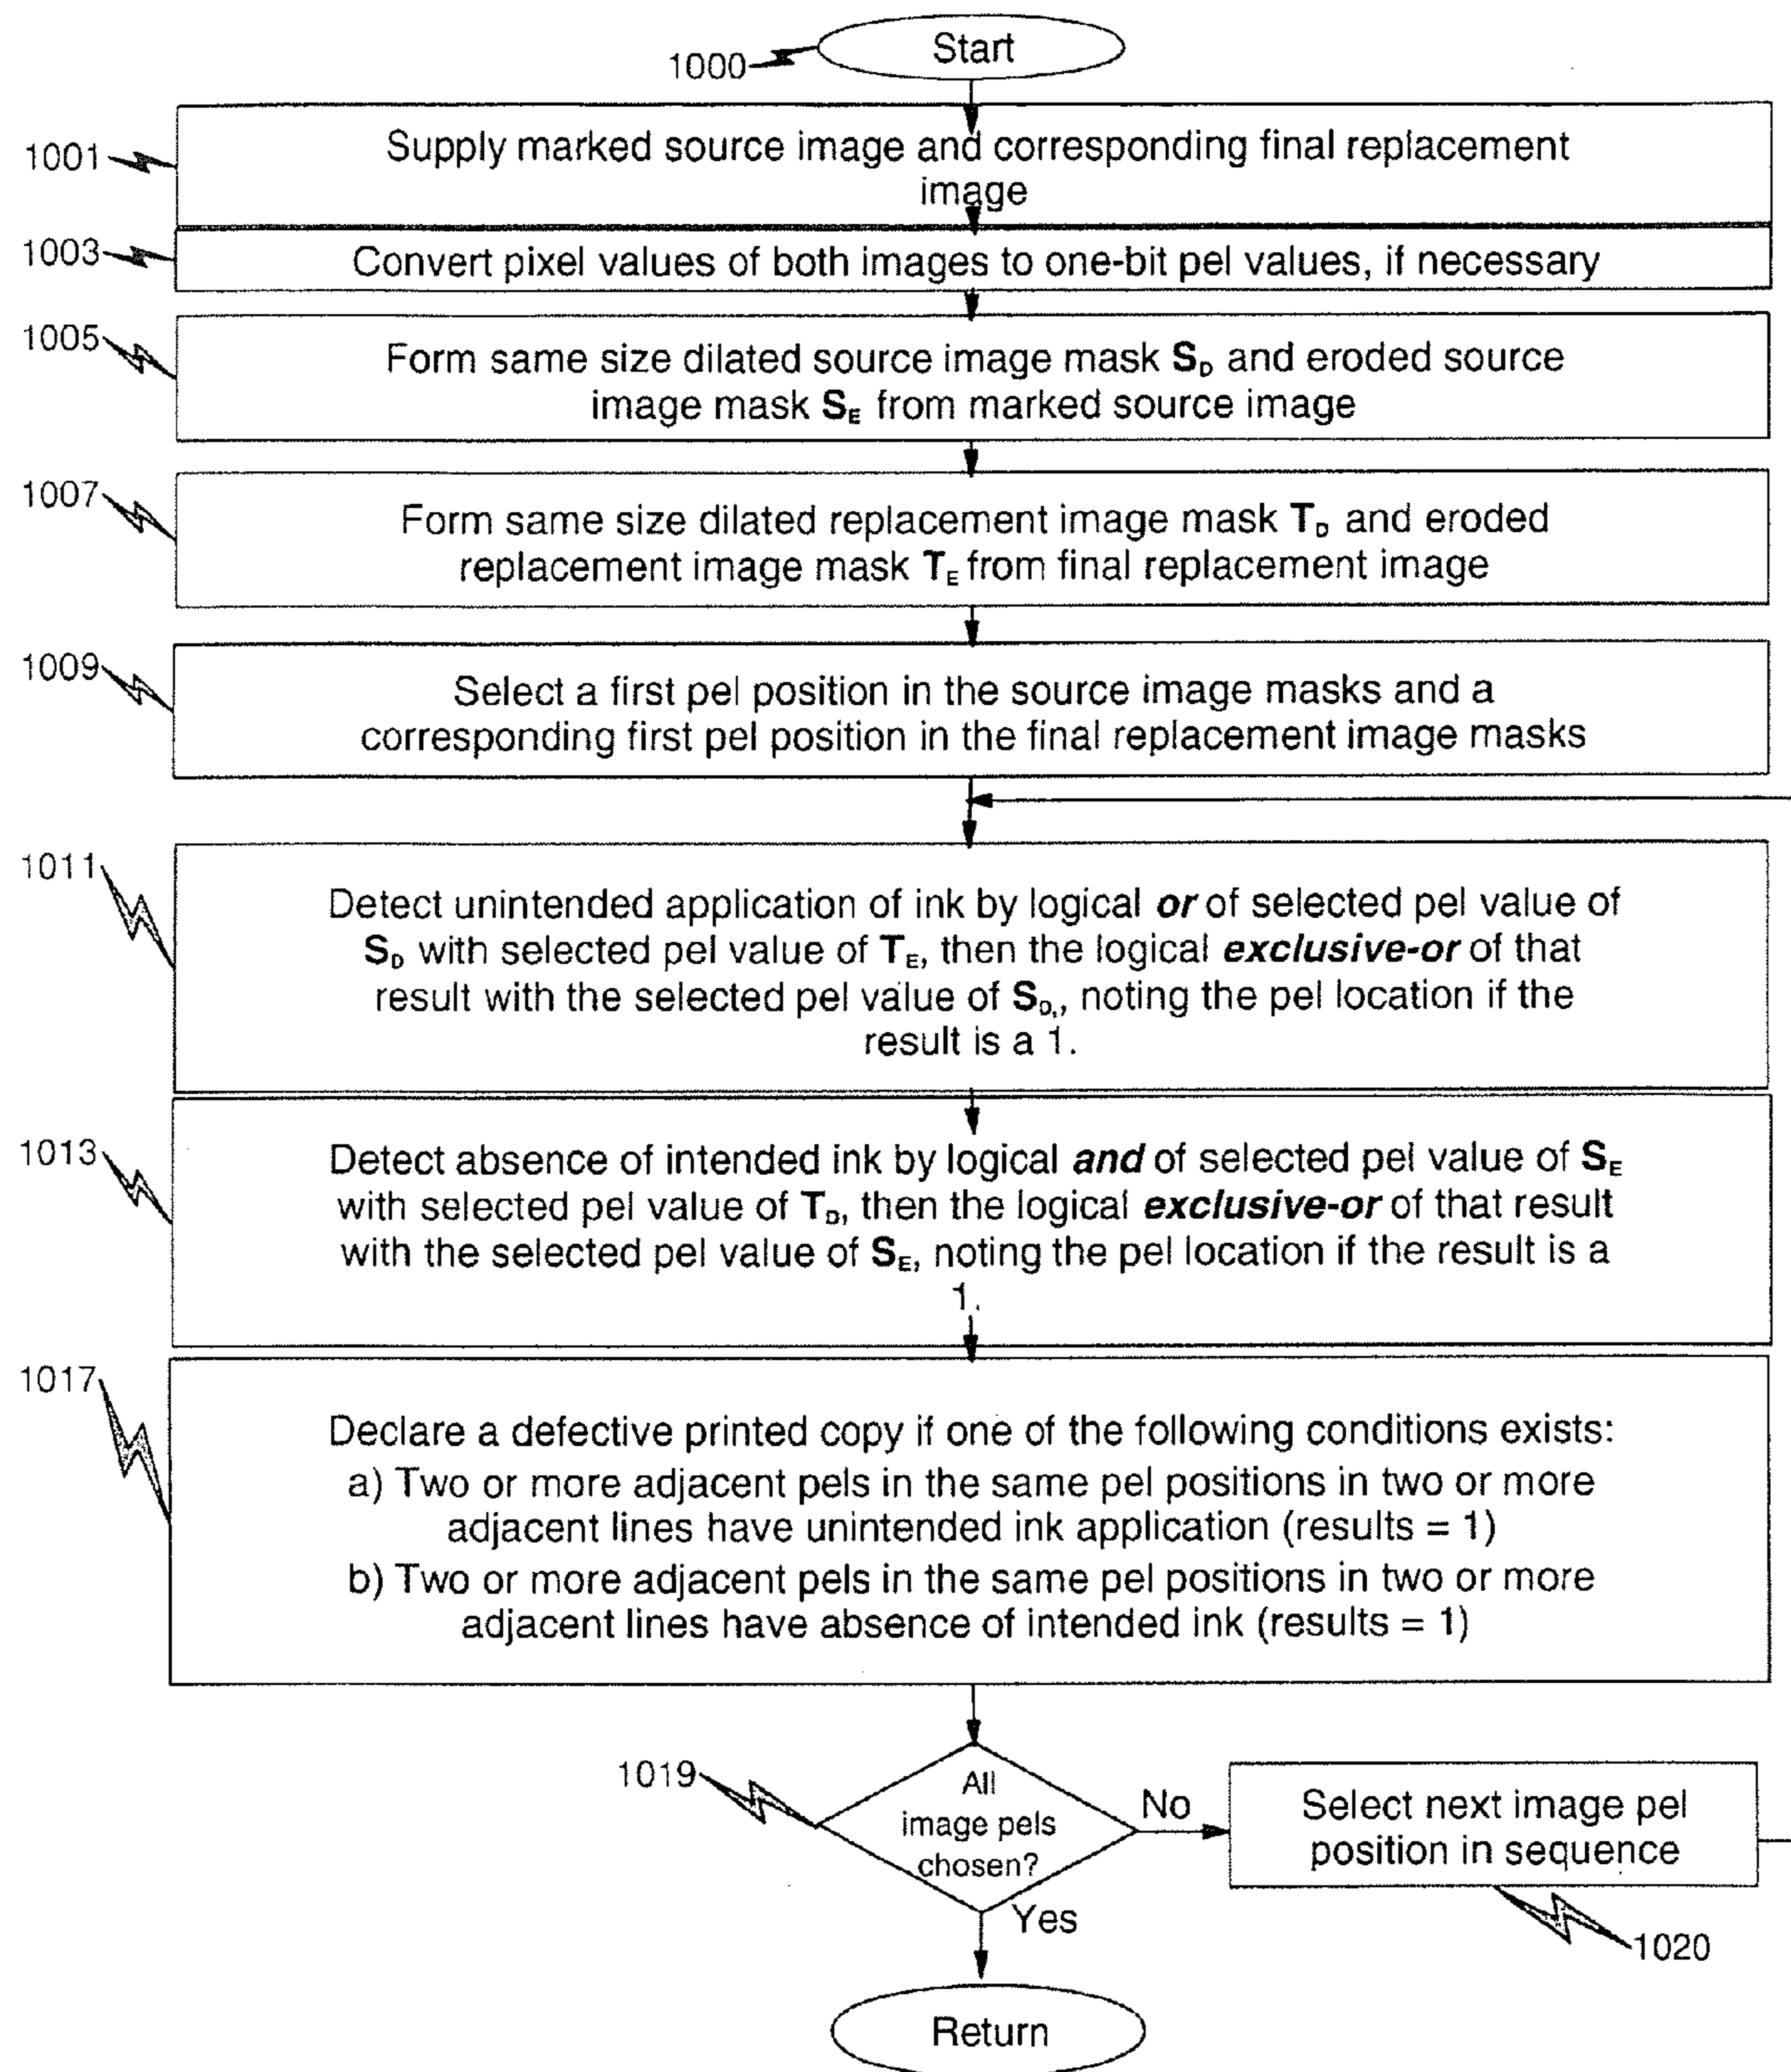 Start
1000
1001
Supply marked source image and corresponding final replacement
image
1003
Convert pixel values of both images to one-bit pel values, if necessary
1005
Form same size dilated source image mask S_D and eroded source
image mask S_E from marked source image
1007
Form same size dilated replacement image mask T_D and eroded
replacement image mask T_E from final replacement image
1009
Select a first pel position in the source image masks and a
corresponding first pel position in the final replacement image masks
1011
Detect unintended application of ink by logical or of selected pel value of
S_D with selected pel value of T_E, then the logical exclusive-or of that
result with the selected pel value of S_D,, noting the pel location if the
result is a 1.
1013
Detect absence of intended ink by logical and of selected pel value of S_E
with selected pel value of T_D, then the logical exclusive-or of that result
with the selected pel value of S_E, noting the pel location if the result is a
1.
1017
Declare a defective printed copy if one of the following conditions exists:
a) Two or more adjacent pels in the same pel positions in two or more
adjacent lines have unintended ink application (results = 1)
b) Two or more adjacent pels in the same pel positions in two or more
adjacent lines have absence of intended ink (results = 1)
1019
All
image pels
chosen?
No
Select next image pel
position in sequence
Yes
1020
Return